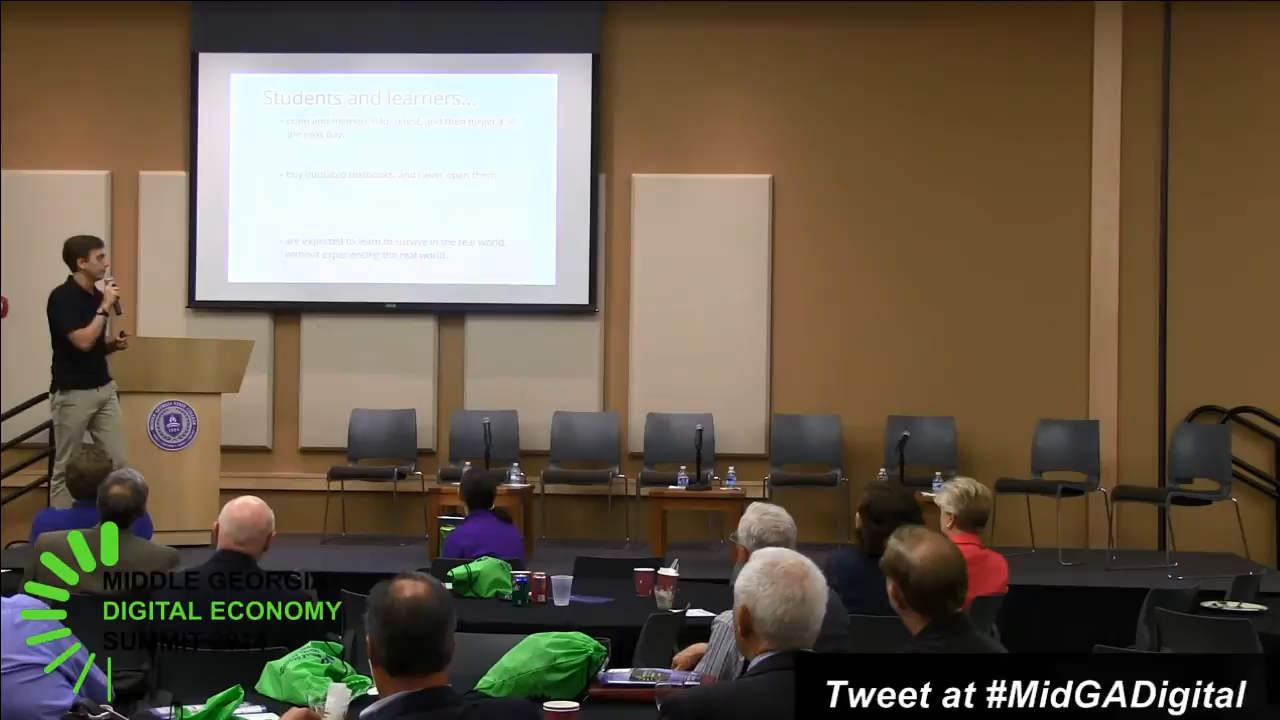 Students and learners...
• cram and memorize for a test, and then forget it all
the next day.
• buy outdated textbooks, and never open them.
• are expected to learn to survive in the real world,
without experiencing the real world.
MIDDLE GEORGIA
DIGITAL ECONOMY
SUMMIT 2014
Tweet at #MidGADigital